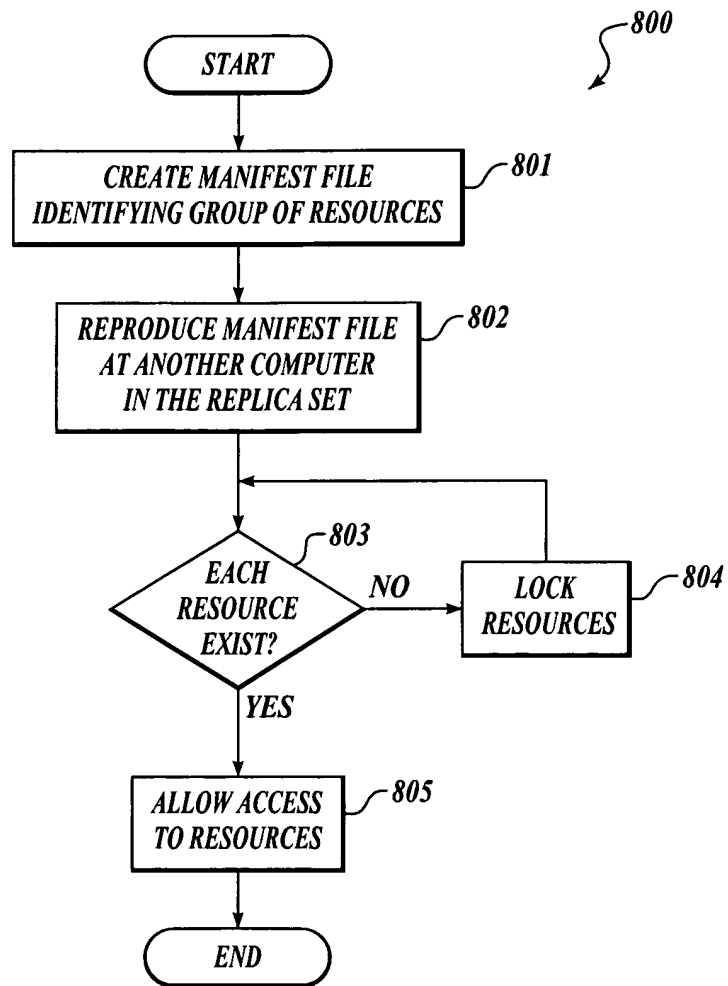 800
START
801
CREATE MANIFEST FILE
IDENTIFYING GROUP OF RESOURCES
802
REPRODUCE MANIFEST FILE
AT ANOTHER COMPUTER
IN THE REPLICA SET
803
EACH
RESOURCE
EXIST?
NO
804
LOCK
RESOURCES
YES
805
ALLOW ACCESS
TO RESOURCES
END